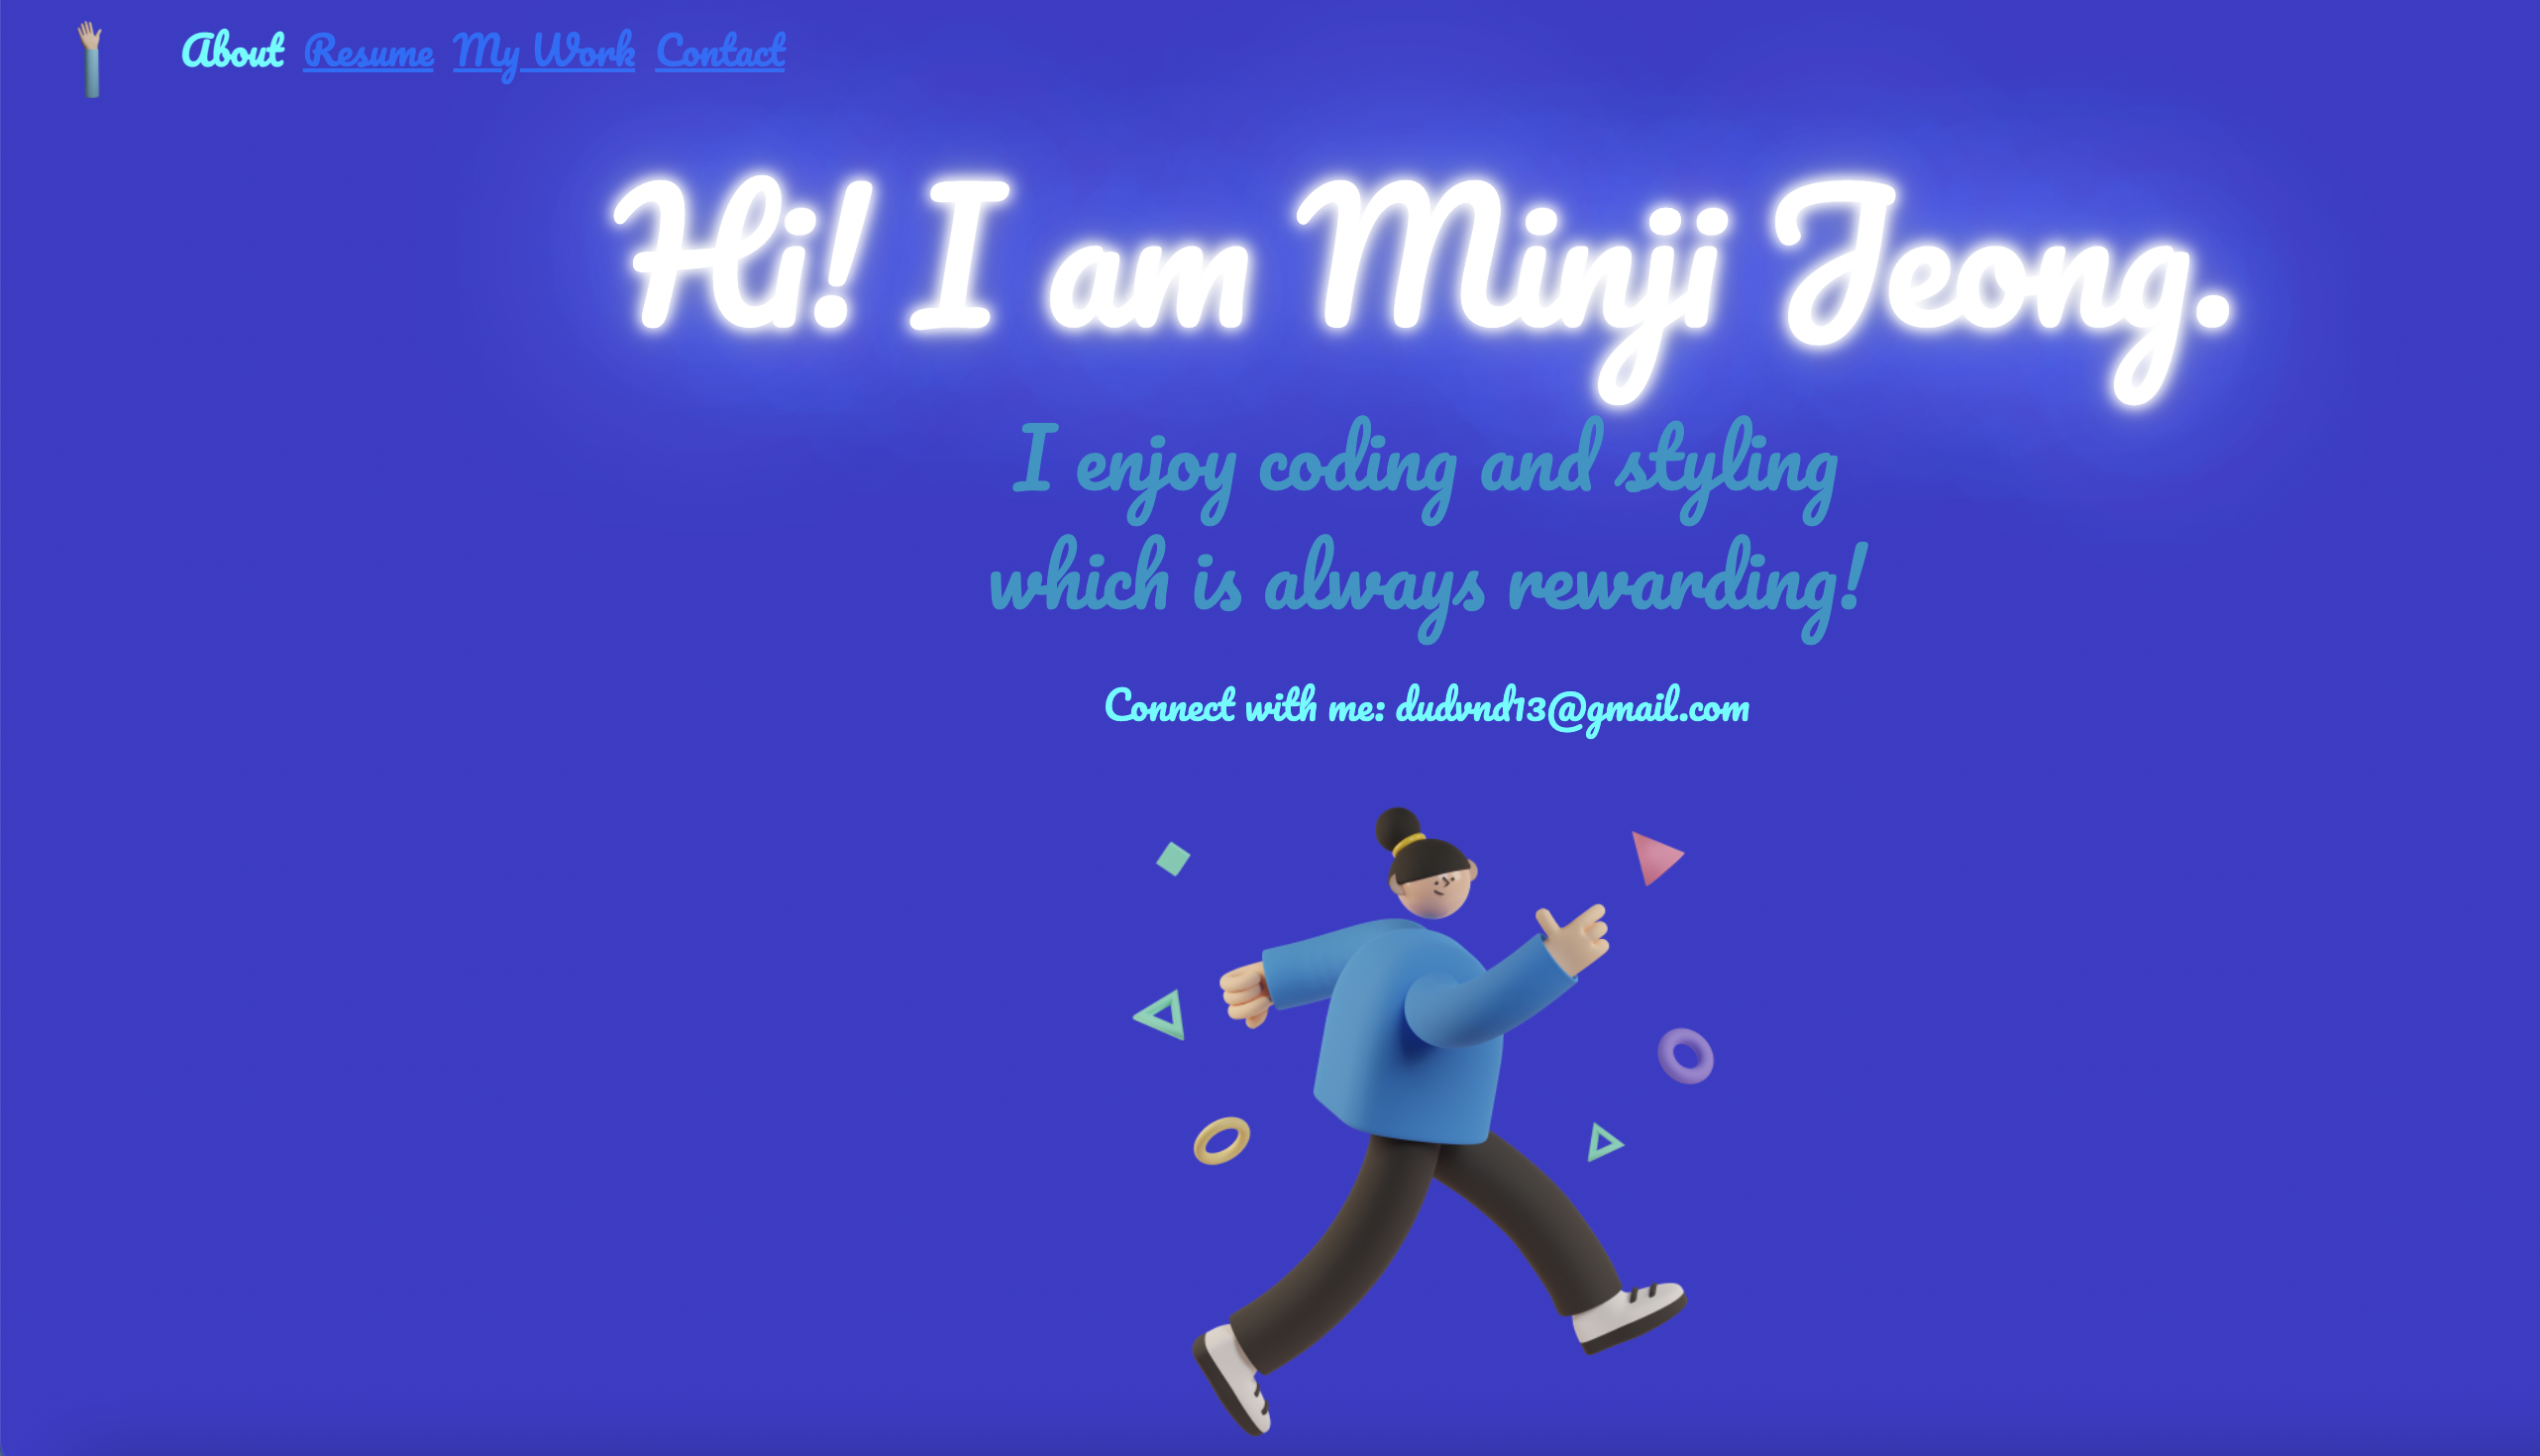 About Resume My Work Contact
Hi! I am Minji Jeong.
I enjoy coding and styling
which is always rewarding!
Connect with me: dudvnd13@gmail.com